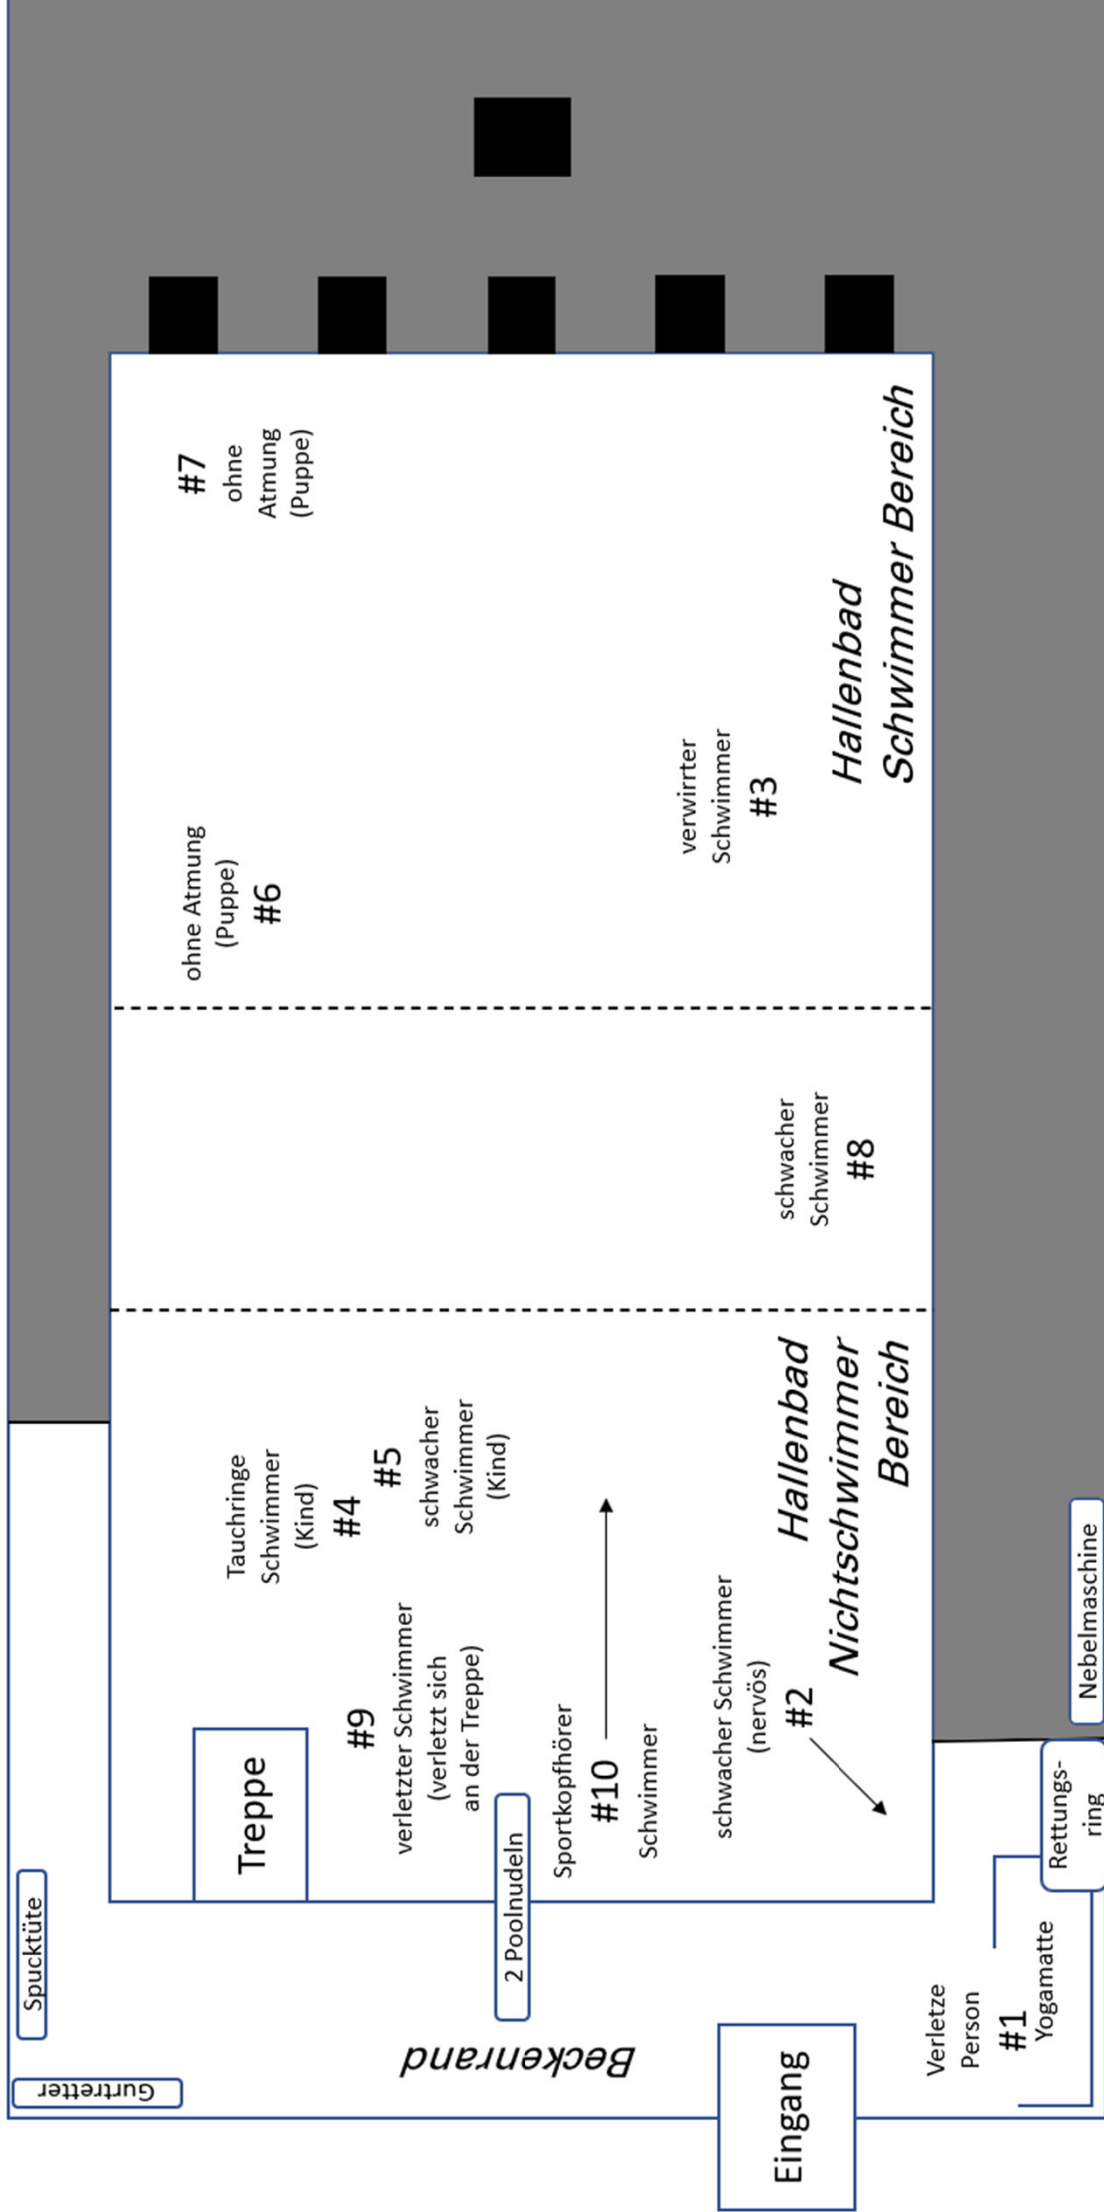 Spucktüte
Gurtretter
Treppe
Beckenrand
2 Poolnudeln
Eingang
Verletze
Person
#1
Yogamatte
Rettungs-
ring
Nebelmaschine
#9
verletzter Schwimmer
(verletzt sich
an der Treppe)
Tauchringe
Schwimmer
(Kind)
#4
#5
schwacher
Schwimmer
(Kind)
Sportkopfhörer
#10
Schwimmer
schwacher Schwimmer
(nervös)
#2
Hallenbad
Nichtschwimmer
Bereich
schwacher
Schwimmer
#8
ohne Atmung
(Puppe)
#6
#7
ohne
Atmung
(Puppe)
verwirrter
Schwimmer
#3
Hallenbad
Schwimmer Bereich